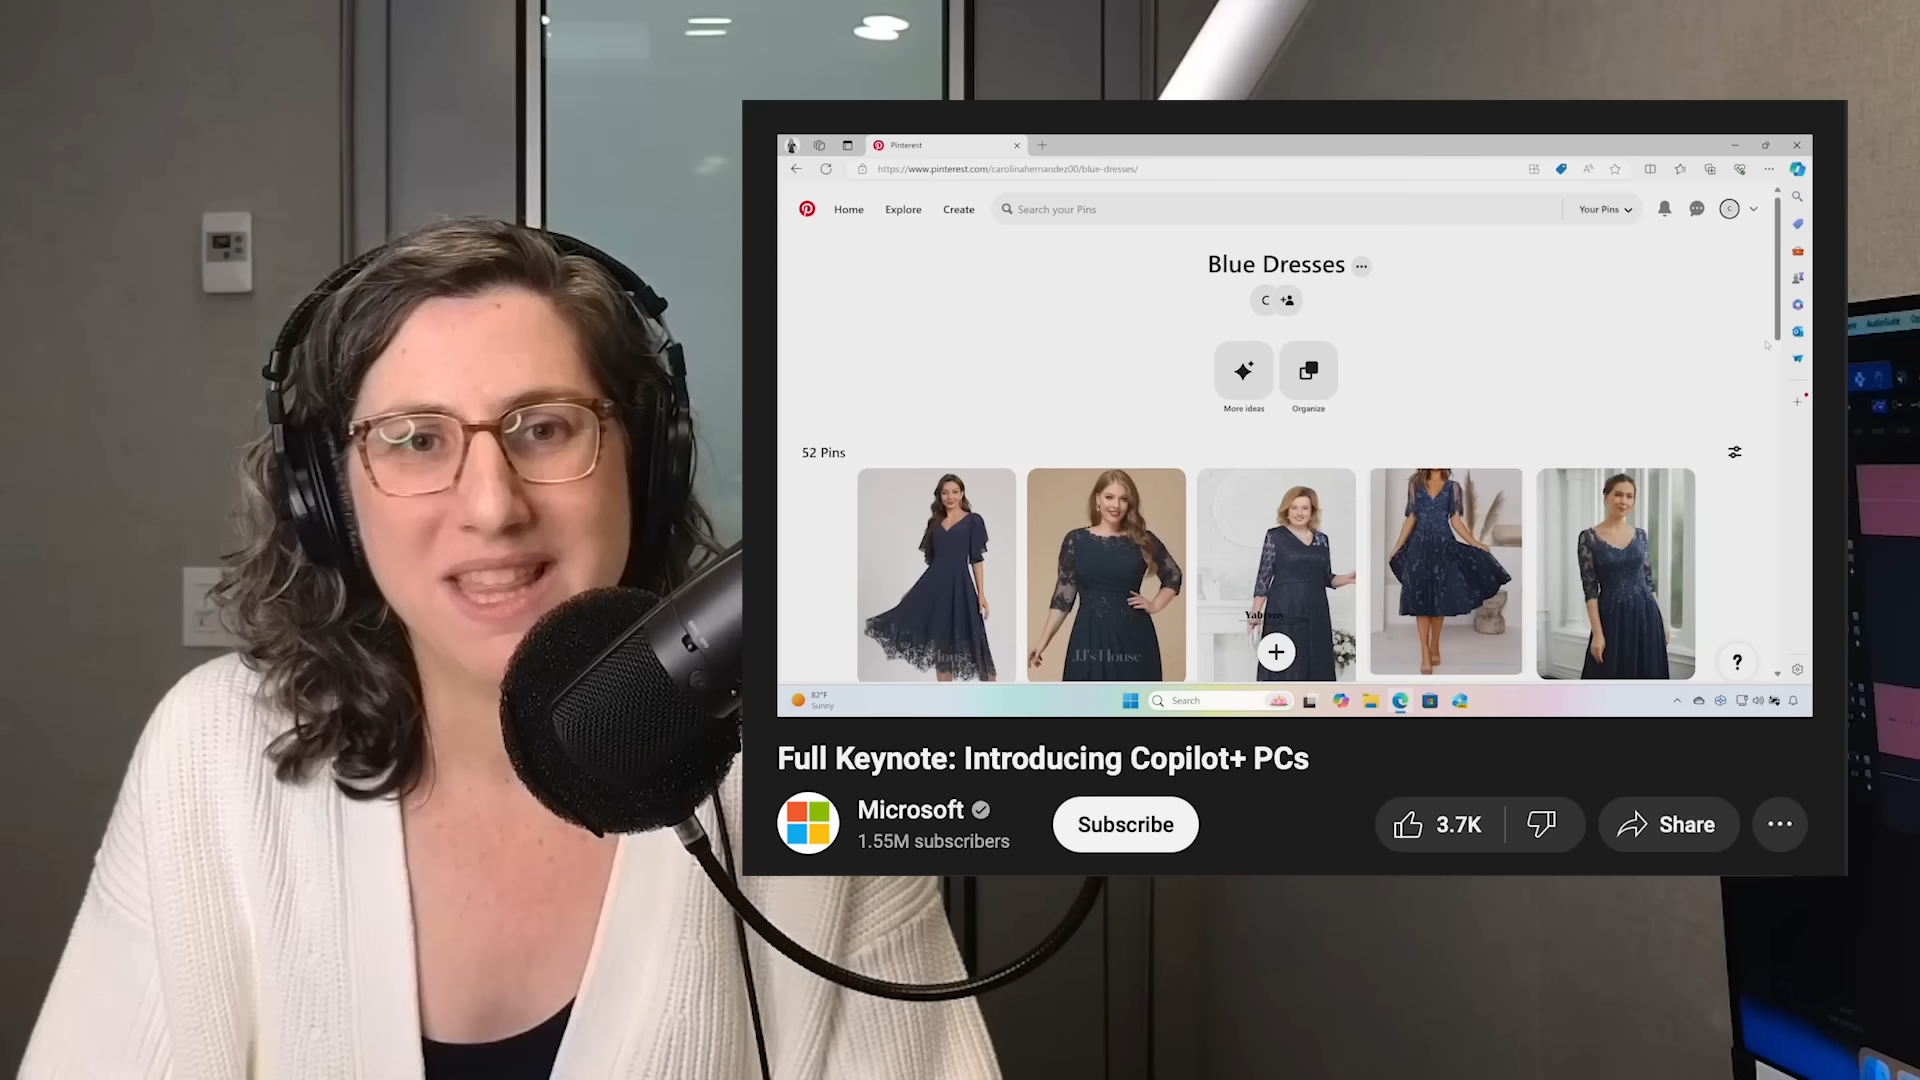 Pinterest
https://www.pinterest.com/carolinahernandez00/blue-dresses/
Home
Explore
Create
Search your Pins
Your Pins
C
Blue Dresses
C
More ideas
Organize
52 Pins
House
JJ's House
?
82°F
Sunny
Search
Full Keynote: Introducing Copilot+ PCs
Microsoft
1.55M subscribers
Subscribe
3.7K
Share
AudioSuite